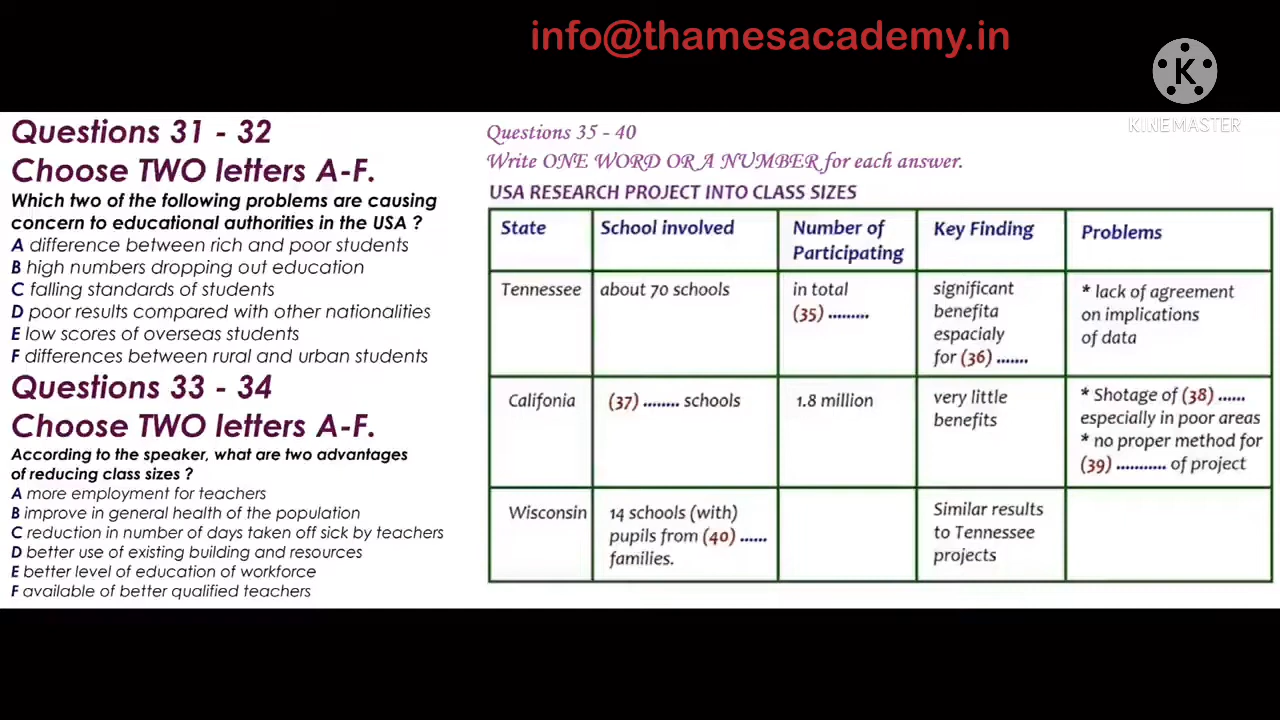 info@thamesacademy.in
K
KINEMASTER
Questions 31 - 32
Choose TWO letters A-F.
Which two of the following problems are causing
concern to educational authorities in the USA ?
A difference between rich and poor students
B high numbers dropping out education
C falling standards of students
D poor results compared with other nationalities
E low scores of overseas students
F differences between rural and urban students
Questions 33 - 34
Choose TWO letters A-F.
According to the speaker, what are two advantages
of reducing class sizes ?
A more employment for teachers
B improve in general health of the population
C reduction in number of days taken off sick by teachers
D better use of existing building and resources
E better level of education of workforce
F available of better qualified teachers
Questions 35 - 40
Write ONE WORD OR A NUMBER for each answer.
USA RESEARCH PROJECT INTO CLASS SIZES
State
School involved
Number of
Participating
Key Finding
Problems
Tennessee
about 70 schools
in total
(35) .........
significant
benefita
espacialy
for (36) .......
* lack of agreement
on implications
of data
Califonia
(37) ........ schools
1.8 million
very little
benefits
* Shotage of (38) ......
especially in poor areas
* no proper method for
(39) ........... of project
Wisconsin
14 schools (with)
pupils from (40) ......
families.
Similar results
to Tennessee
projects